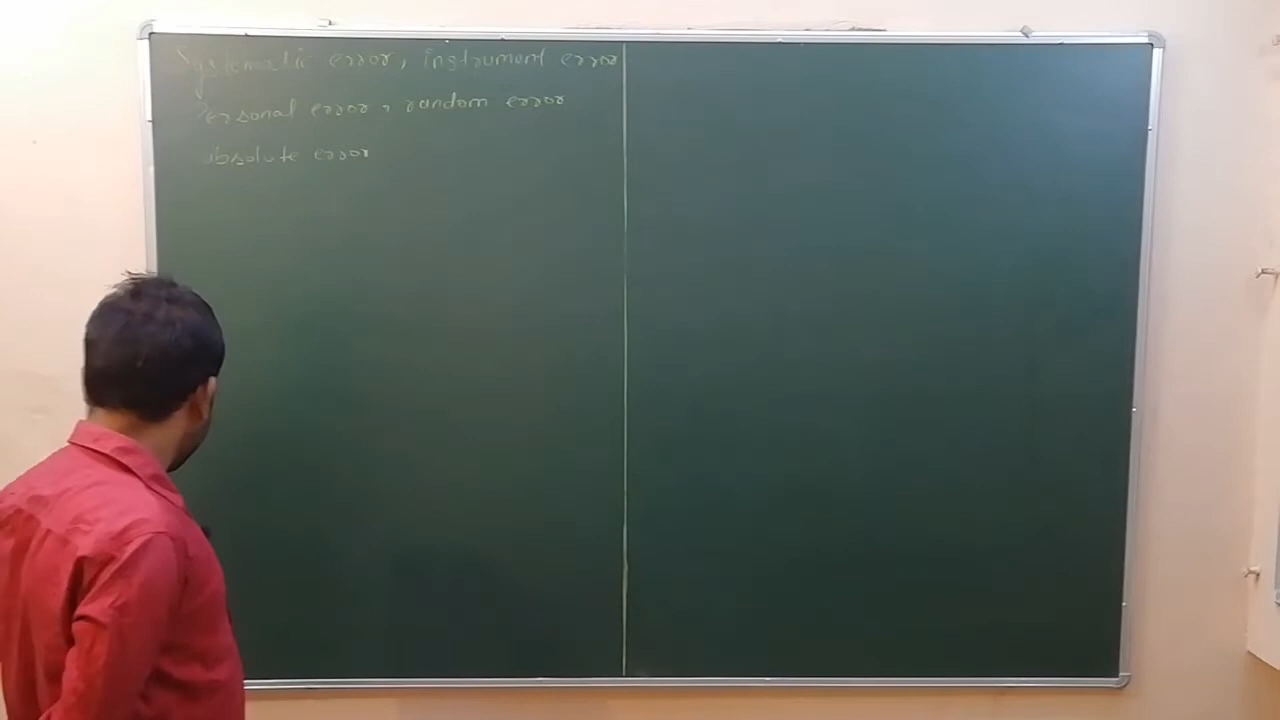 Systematic error, instrument error
Personal error, random error
absolute error